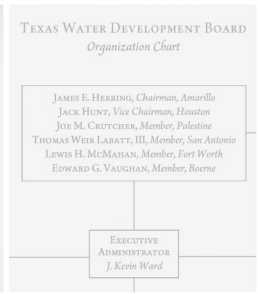 TEXAS WATER DEVELOPMENT BOARD
Organization Chart
JAMES E. HERRING, Chairman, Amarillo
JACK HUNT, Vice Chairman, Houston
JOE M. CRUTCHER, Member, Palestine
THOMAS WEIR LABATT, III, Member, San Antonio
LEWIS H. MCMAHAN, Member, Fort Worth
EDWARD G. VAUGHAN, Member, Boerne
EXECUTIVE
ADMINISTRATOR
J. Kevin Ward